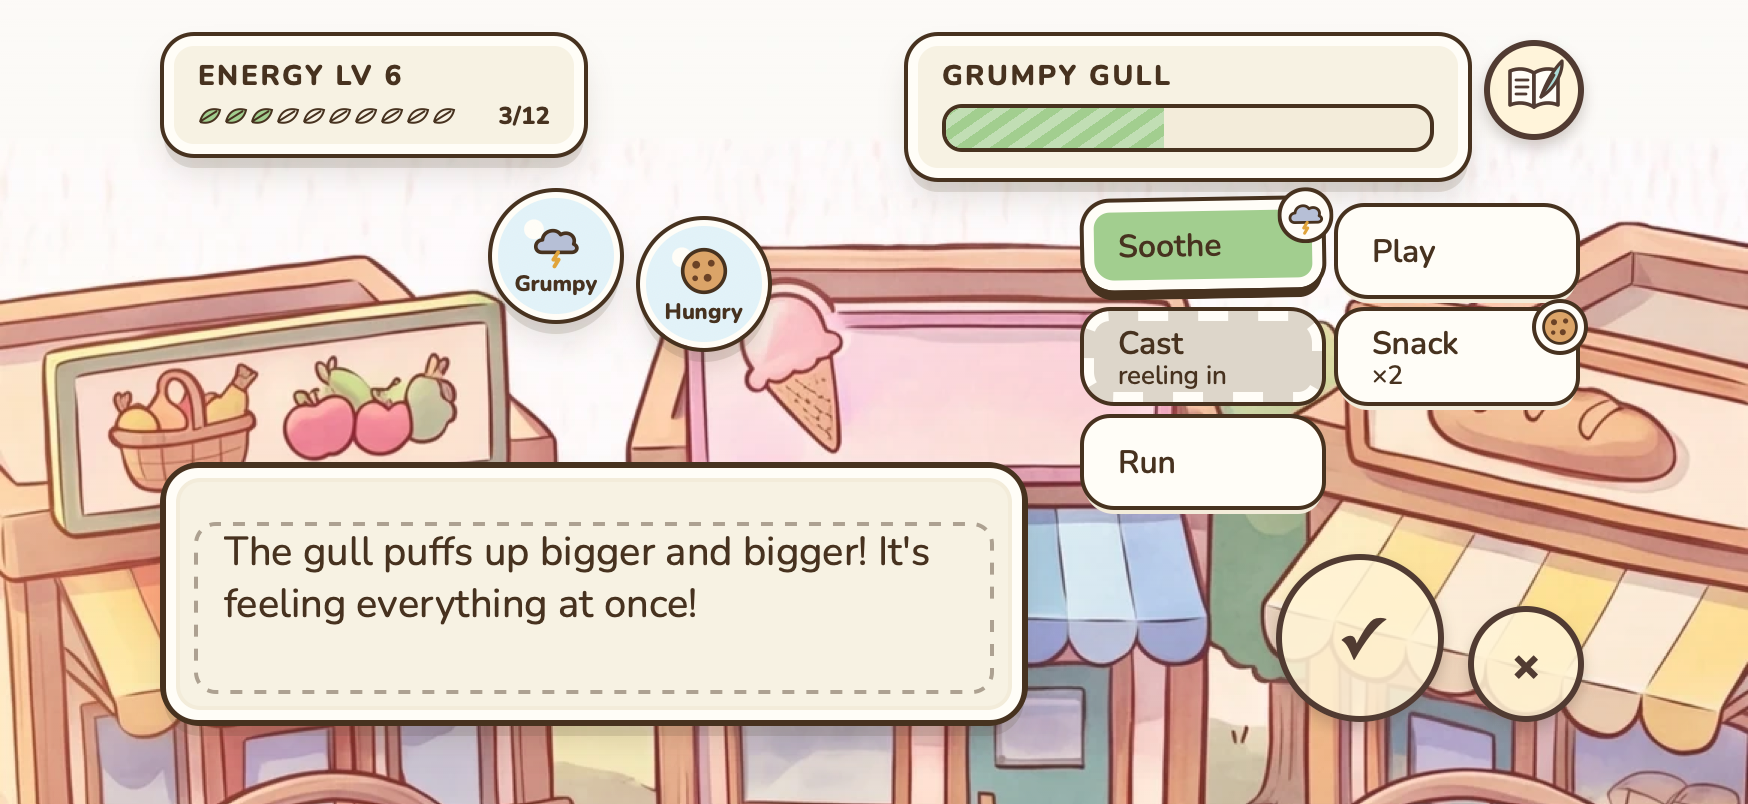 ENERGY LV 6
3/12
GRUMPY GULL
Grumpy
Hungry
Soothe
Play
Cast
reeling in
Snack
×2
Run
The gull puffs up bigger and bigger! It's
feeling everything at once!